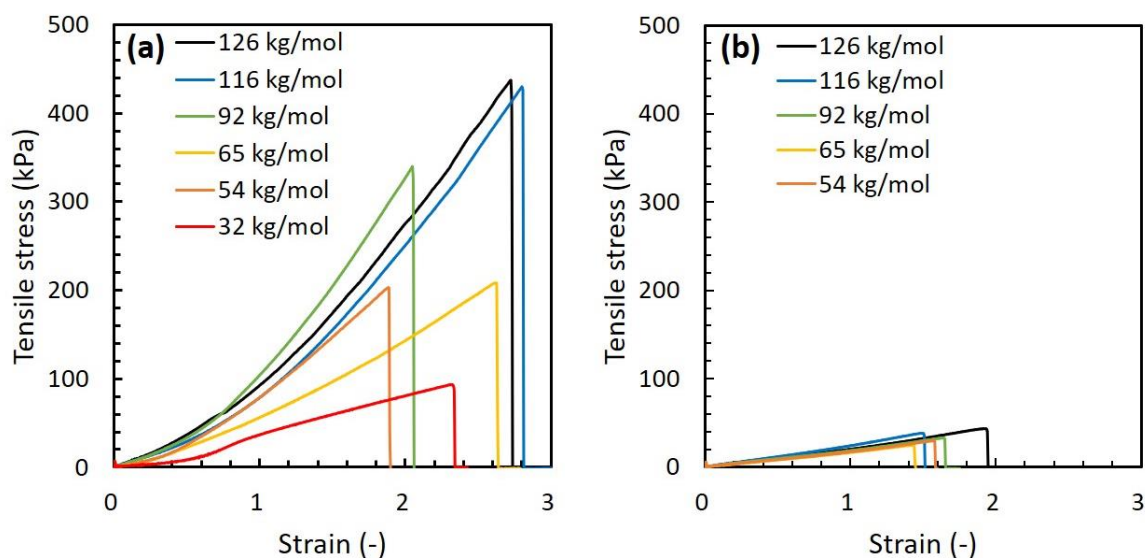 (a)
Tensile stress (kPa)
500
400
300
200
100
0
126 kg/mol
116 kg/mol
92 kg/mol
65 kg/mol
54 kg/mol
32 kg/mol
0 1 2 3
Strain (-)
(b)
Tensile stress (kPa)
500
400
300
200
100
0
126 kg/mol
116 kg/mol
92 kg/mol
65 kg/mol
54 kg/mol
0 1 2 3
Strain (-)